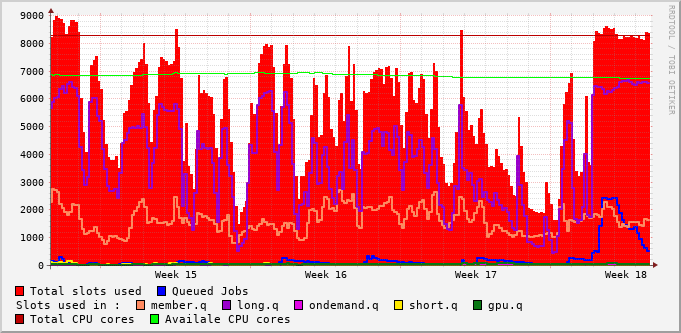 9000
8000
7000
6000
5000
4000
3000
2000
1000
0
Week 15 Week 16 Week 17 Week 18
RRDTOOL / TOBI OETIKER
Total slots used Queued Jobs
Slots used in : member.q long.q ondemand.q short.q gpu.q
Total CPU cores Availale CPU cores